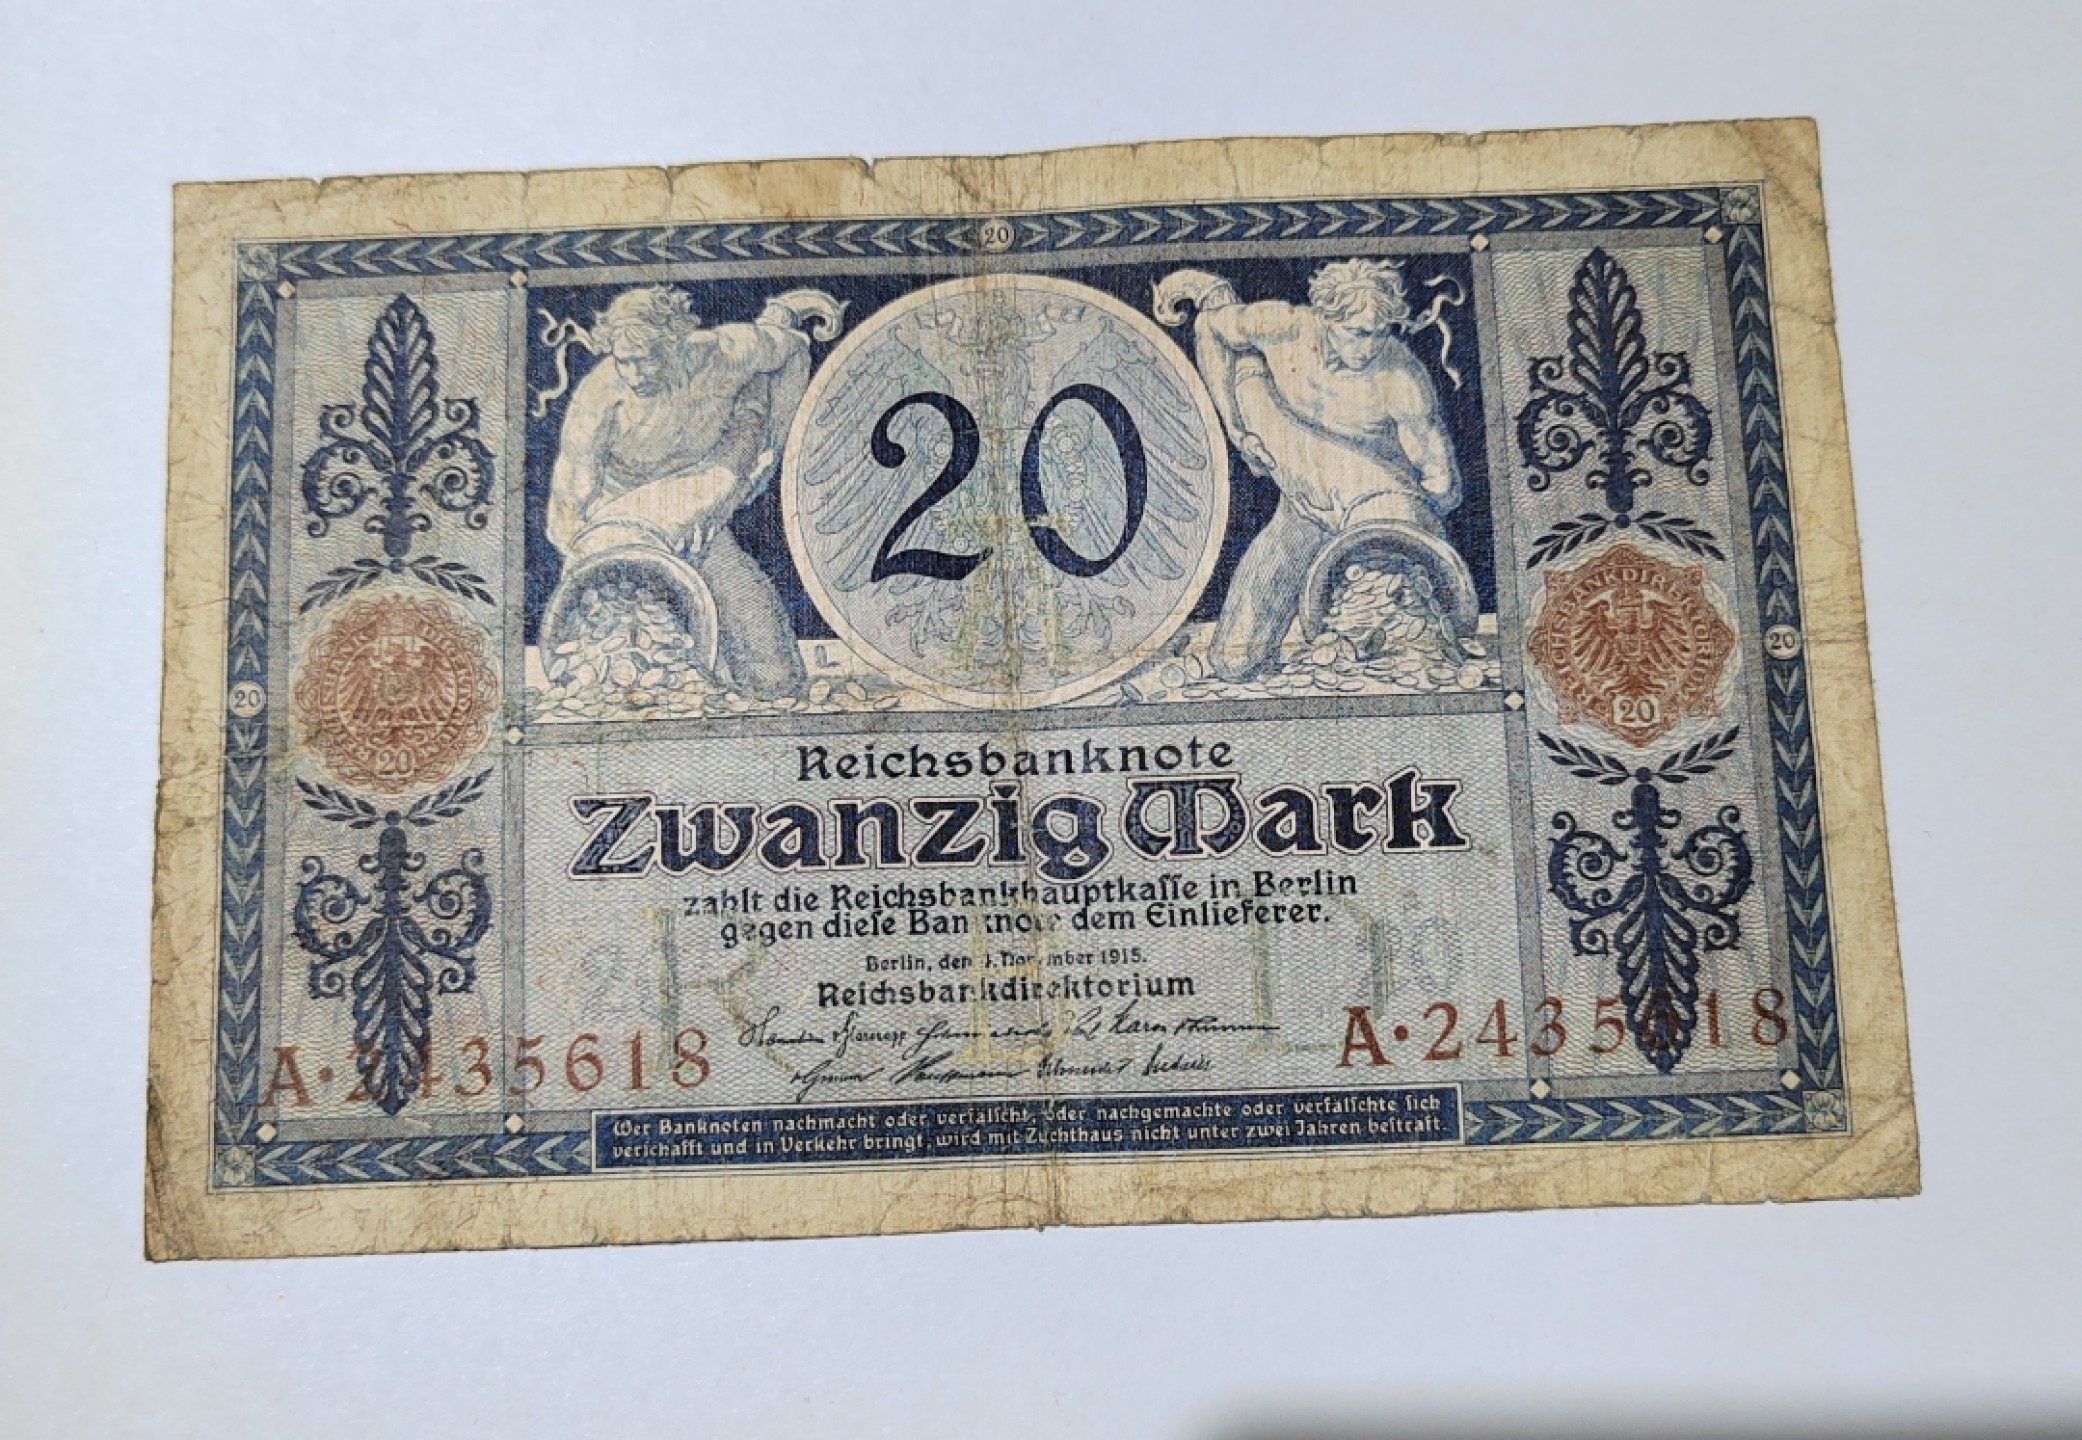 20
20
20
20
REICHSBANKDIREKTORIUM
20
REICHSBANKDIREKTORIUM
20
Reichsbanknote
Zwanzig Mark
zahlt die Reichsbankhauptkaſſe in Berlin
gegen dieſe Banknote dem Einlieferer.
Berlin, den November 1915.
Reichsbankdirektorium
A·2435618
A·2435618
Wer Banknoten nachmacht oder verfälſcht, oder nachgemachte oder verfälſchte ſich
verſchafft und in Verkehr bringt, wird mit Zuchthaus nicht unter zwei Jahren beſtraft.